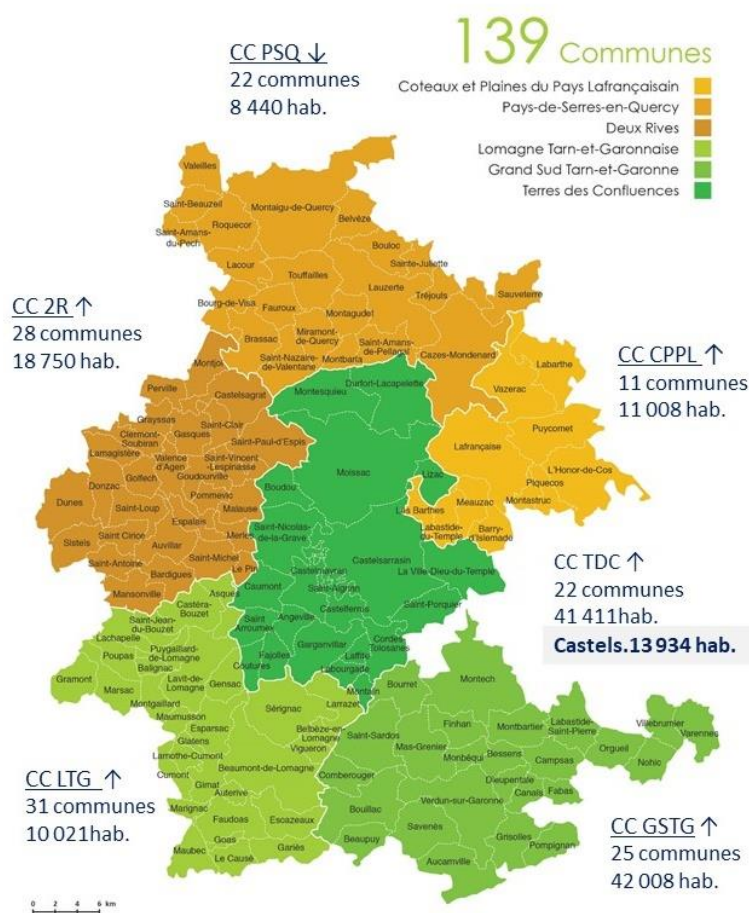 139 Communes
Coteaux et Plaines du Pays Lafrançaisain
Pays-de-Serres-en-Quercy
Deux Rives
Lomagne Tarn-et-Garonnaise
Grand Sud Tarn-et-Garonne
Terres des Confluences
CC PSQ ↓
22 communes
8 440 hab.
Valeilles
Saint-Beauzeil
Montaigu-de-Quercy
Roquecor
Belvèze
Saint-Amans-
du-Pech
Bouloc
Lacour
Sainte-Juliette
Touffailles
Lauzerte
Tréjouls
Sauveterre
Bourg-de-Visa
Fauroux
Montagudet
Brassac
Miramont-
de-Quercy
Saint-Amans-
de-Pellagal
Saint-Nazaire-
de-Valentane
Montbarla
Cazes-Mondenard
CC 2R ↑
28 communes
18 750 hab.
Montjoi
Perville
Castelsagrat
Grayssas
Saint-Clair
Clermont-
Soubiran
Gasques
Saint-Paul-d'Espis
Lamagistère
Valence
d'Agen
Saint-Vincent-
Lespinasse
Golfech
Goudourville
Donzac
Pommevic
Dunes
Saint-Loup
Malause
Espalais
Sistels
Saint Cirice
Auvillar
Merles
Saint-Antoine
Saint-Michel
Bardigues
Le Pin
Mansonville
CC CPPL ↑
11 communes
11 008 hab.
Labarthe
Vazerac
Puycornet
Lafrançaise
L'Honor-de-Cos
Piquecos
Meauzac
Montastruc
Les Barthes
Labastide-
du-Temple
Barry-
d'Islemade
CC TDC ↑
22 communes
41 411hab.
Castels.13 934 hab.
Durfort-Lacapelette
Montesquieu
Moissac
Lizac
Boudou
Saint-Nicolas-
de-la-Grave
Castelsarrasin
Castelmayran
La Ville-Dieu-du-Temple
Saint-Aignan
Caumont
Saint-Porquier
Castelferrus
Angeville
Saint
Arroumex
Cordes-
Tolosanes
Garganvillar
Fajolles
Lafitte
Coutures
Labourgade
Montaïn
CC LTG ↑
31 communes
10 021hab.
Asques
Castéra-
Bouzet
Saint-Jean-
du-Bouzet
Lachapelle
Puygaillard-
de-Lomagne
Poupas
Balignac
Lavit-de-
Lomagne
Gramont
Marsac
Gensac
Montgaillard
Maumusson
Sérignac
Larrazet
Esparsac
Belbèze-en-
Lomagne
Glatens
Vigueron
Lamothe-Cumont
Cumont
Beaumont-de-Lomagne
Gimat
Auterive
Marignac
Faudoas
Escazeaux
Goas
Maubec
Gariès
Le Causé
CC GSTG ↑
25 communes
42 008 hab.
Bourret
Montech
Saint-Sardos
Finhan
Montbartier
Labastide-
Saint-Pierre
Villebrumier
Varennes
Mas-Grenier
Orgueil
Bessens
Campsas
Nohic
Monbéqui
Comberouger
Dieupentale
Canals
Fabas
Bouillac
Verdun-sur-Garonne
Savenès
Beaupuy
Grisolles
Pompignan
Aucamville
0 2 4 6 km